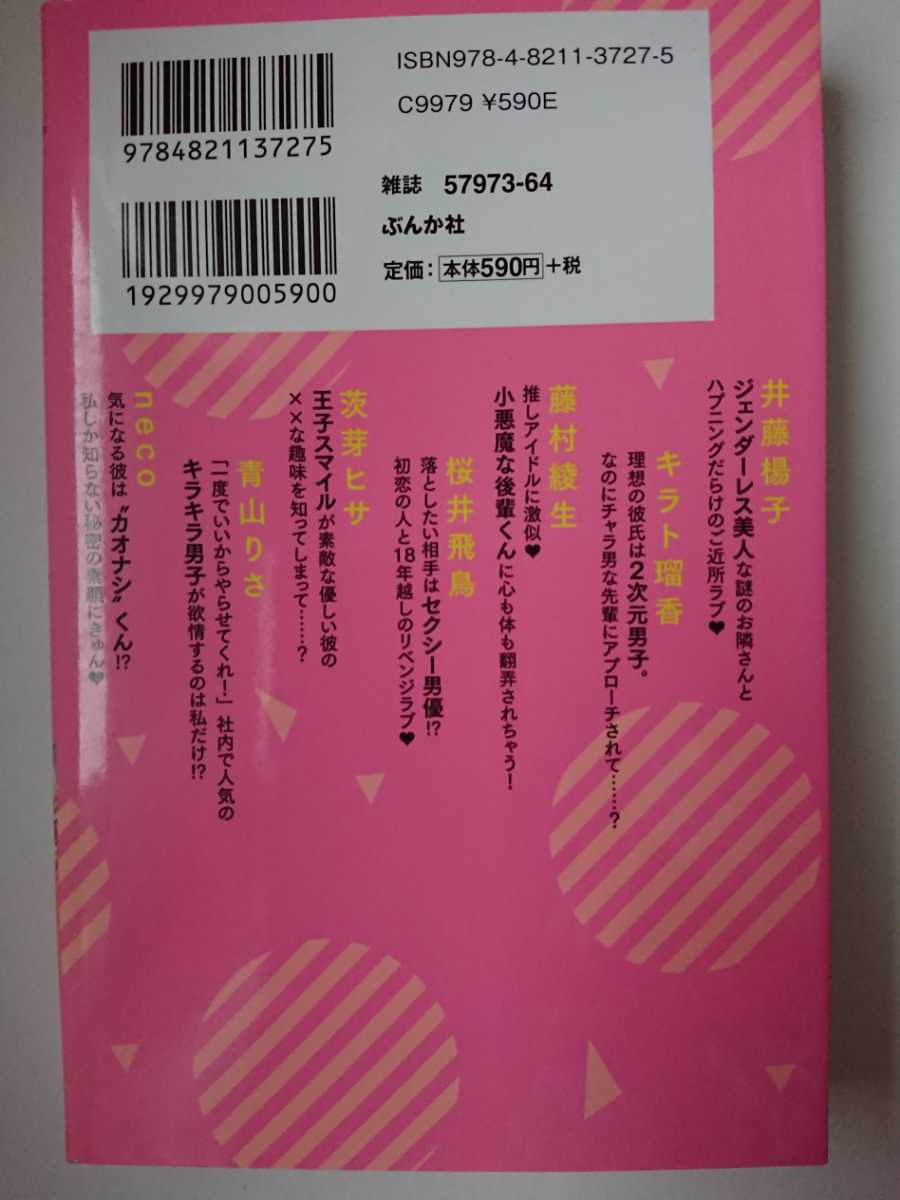 ISBN978-4-8211-3727-5
C9979 ¥590E
9784821137275
雑誌 57973-64
ぶんか社
定価：本体590円+税
1929979005900
井藤楊子
ジェンダーレス美人な謎のお隣さんと
ハプニングだらけのご近所ラブ♥
キラト瑠香
理想の彼氏は2次元男子。
なのにチャラ男な先輩にアプローチされて……？
藤村綾生
推しアイドルに激似♥
小悪魔な後輩くんに心も体も翻弄されちゃう！
桜井飛鳥
落としたい相手はセクシー男優!?
初恋の人と18年越しのリベンジラブ♥
茨芽ヒサ
王子スマイルが素敵な優しい彼の
××な趣味を知ってしまって……？
青山りさ
「一度でいいからやらせてくれ！」社内で人気の
キラキラ男子が欲情するのは私だけ!?
neco
気になる彼は〝カオナシ〟くん!?
私しか知らない秘密の素顔にきゅん♥